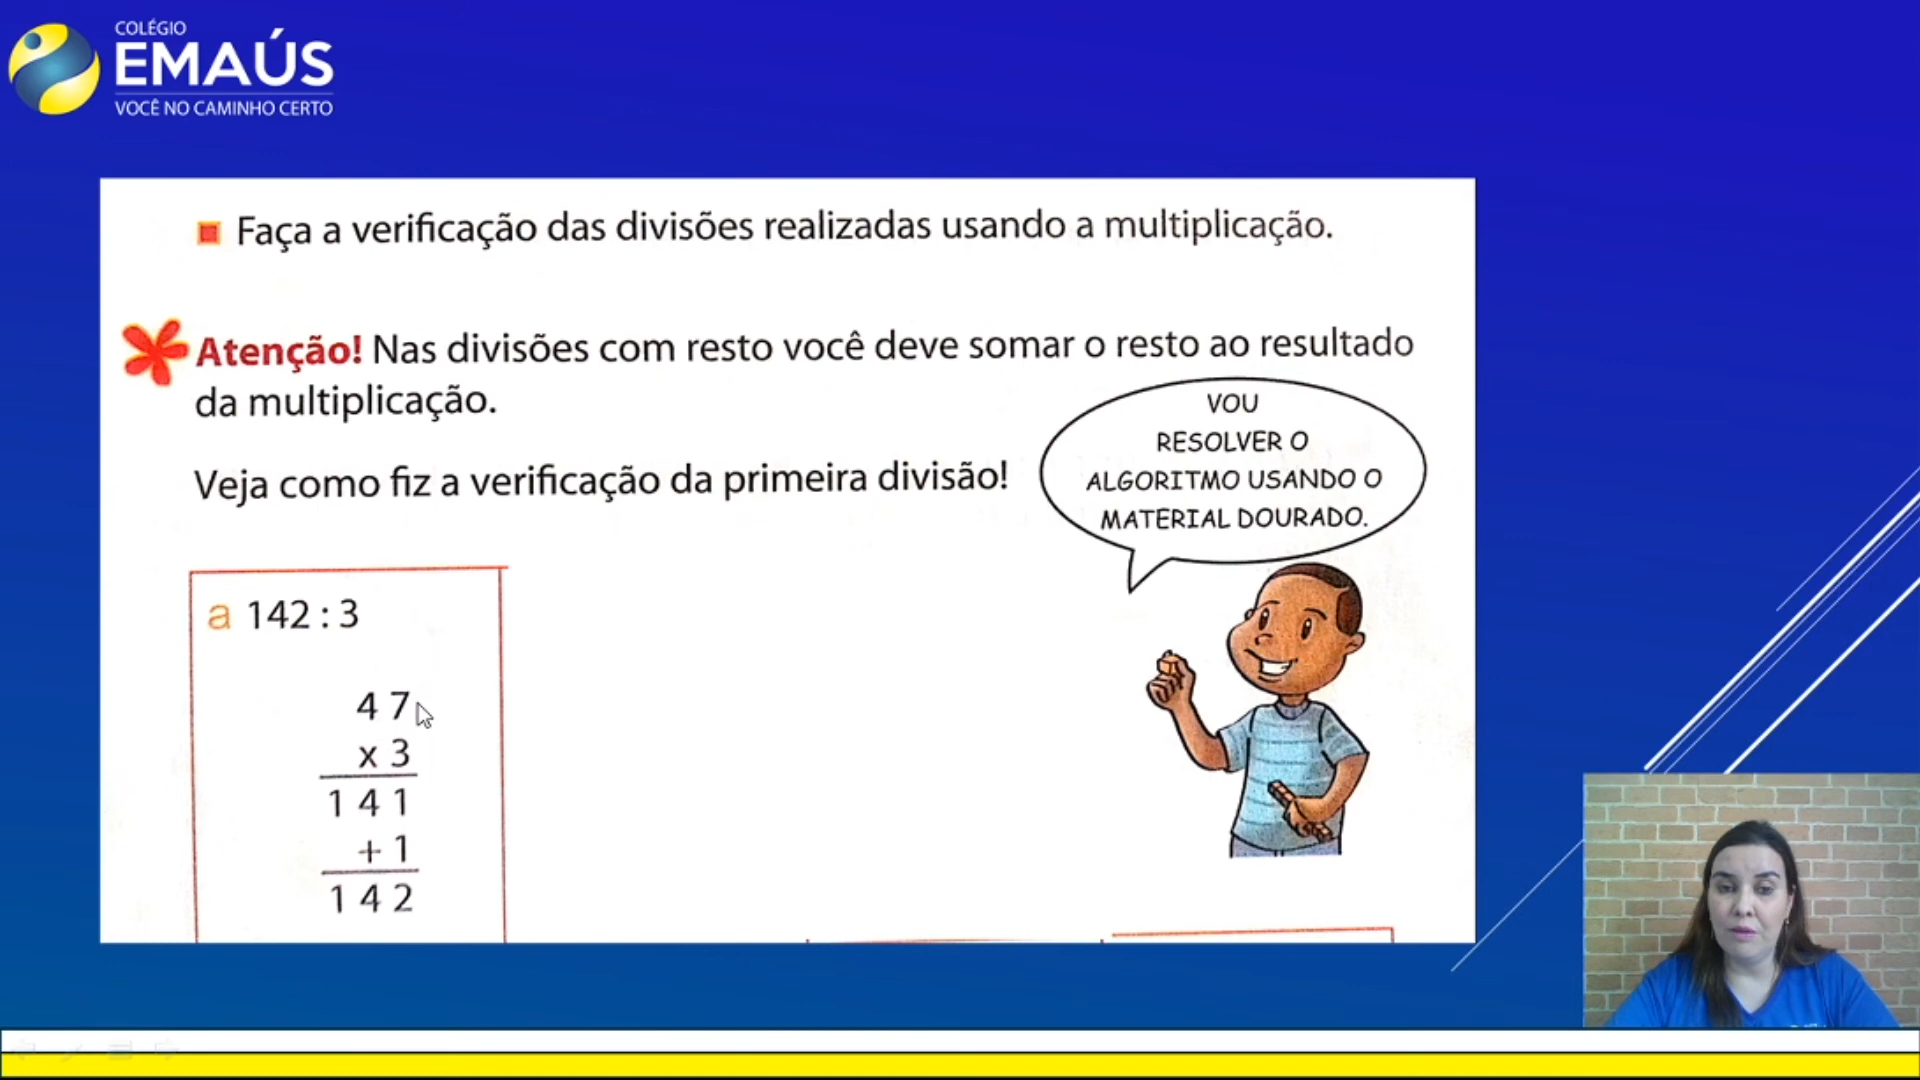 COLÉGIO
EMAÚS
VOCÊ NO CAMINHO CERTO
Faça a verificação das divisões realizadas usando a multiplicação.
Atenção! Nas divisões com resto você deve somar o resto ao resultado
da multiplicação.
Veja como fiz a verificação da primeira divisão!
VOU
RESOLVER O
ALGORITMO USANDO O
MATERIAL DOURADO.
a 142 : 3
4 7
x 3
1 4 1
+ 1
1 4 2